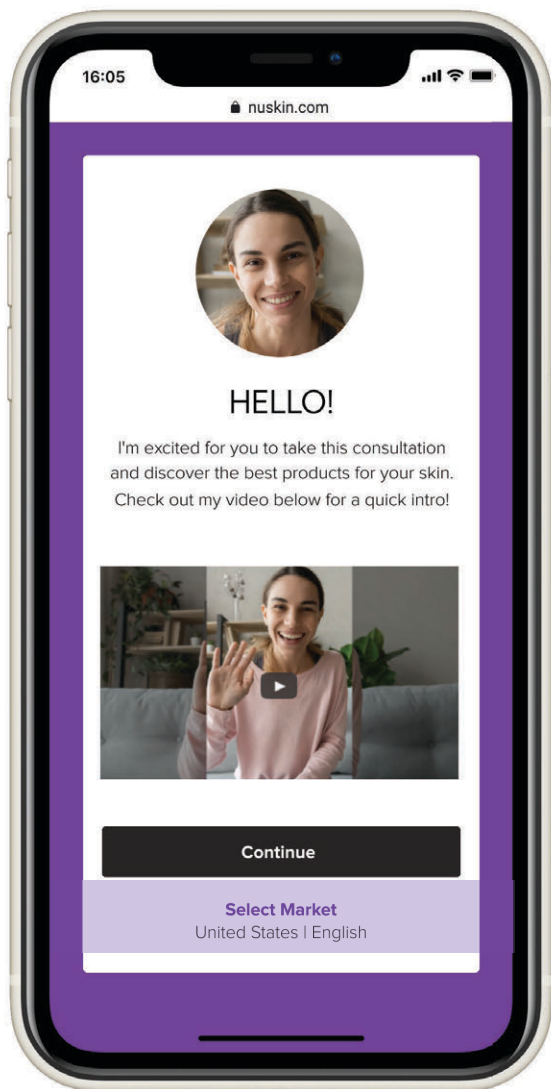 16:05
nuskin.com
HELLO!
I'm excited for you to take this consultation
and discover the best products for your skin.
Check out my video below for a quick intro!
Continue
Select Market
United States | English